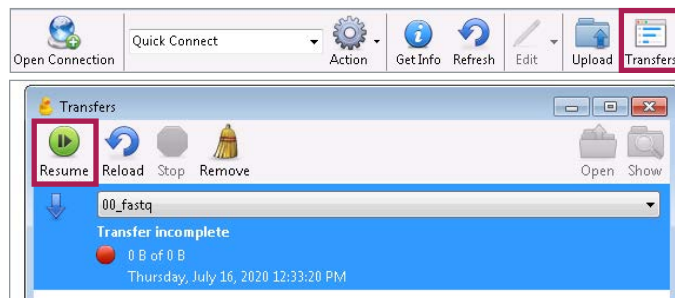 Quick Connect
Open Connection Action Get Info Refresh Edit Upload Transfers
Transfers
Resume Reload Stop Remove Open Show
00_fastq
Transfer incomplete
0 B of 0 B
Thursday, July 16, 2020 12:33:20 PM